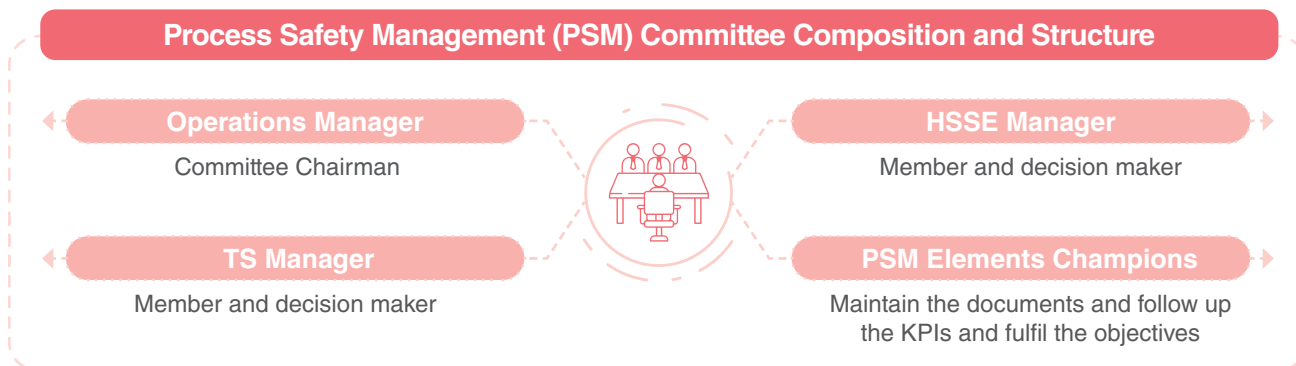 Process Safety Management (PSM) Committee Composition and Structure
Operations Manager
Committee Chairman
HSSE Manager
Member and decision maker
TS Manager
Member and decision maker
PSM Elements Champions
Maintain the documents and follow up
the KPIs and fulfil the objectives